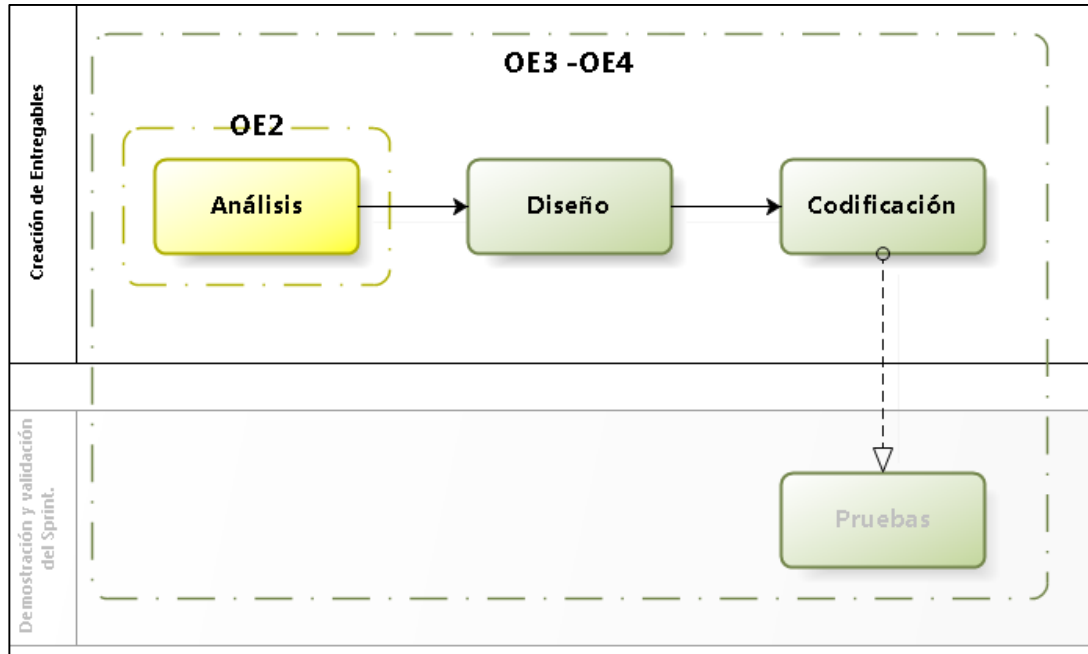 Creación de Entregables
OE3 -OE4
OE2
Análisis
Diseño
Codificación
Demostración y validación
del Sprint.
Pruebas